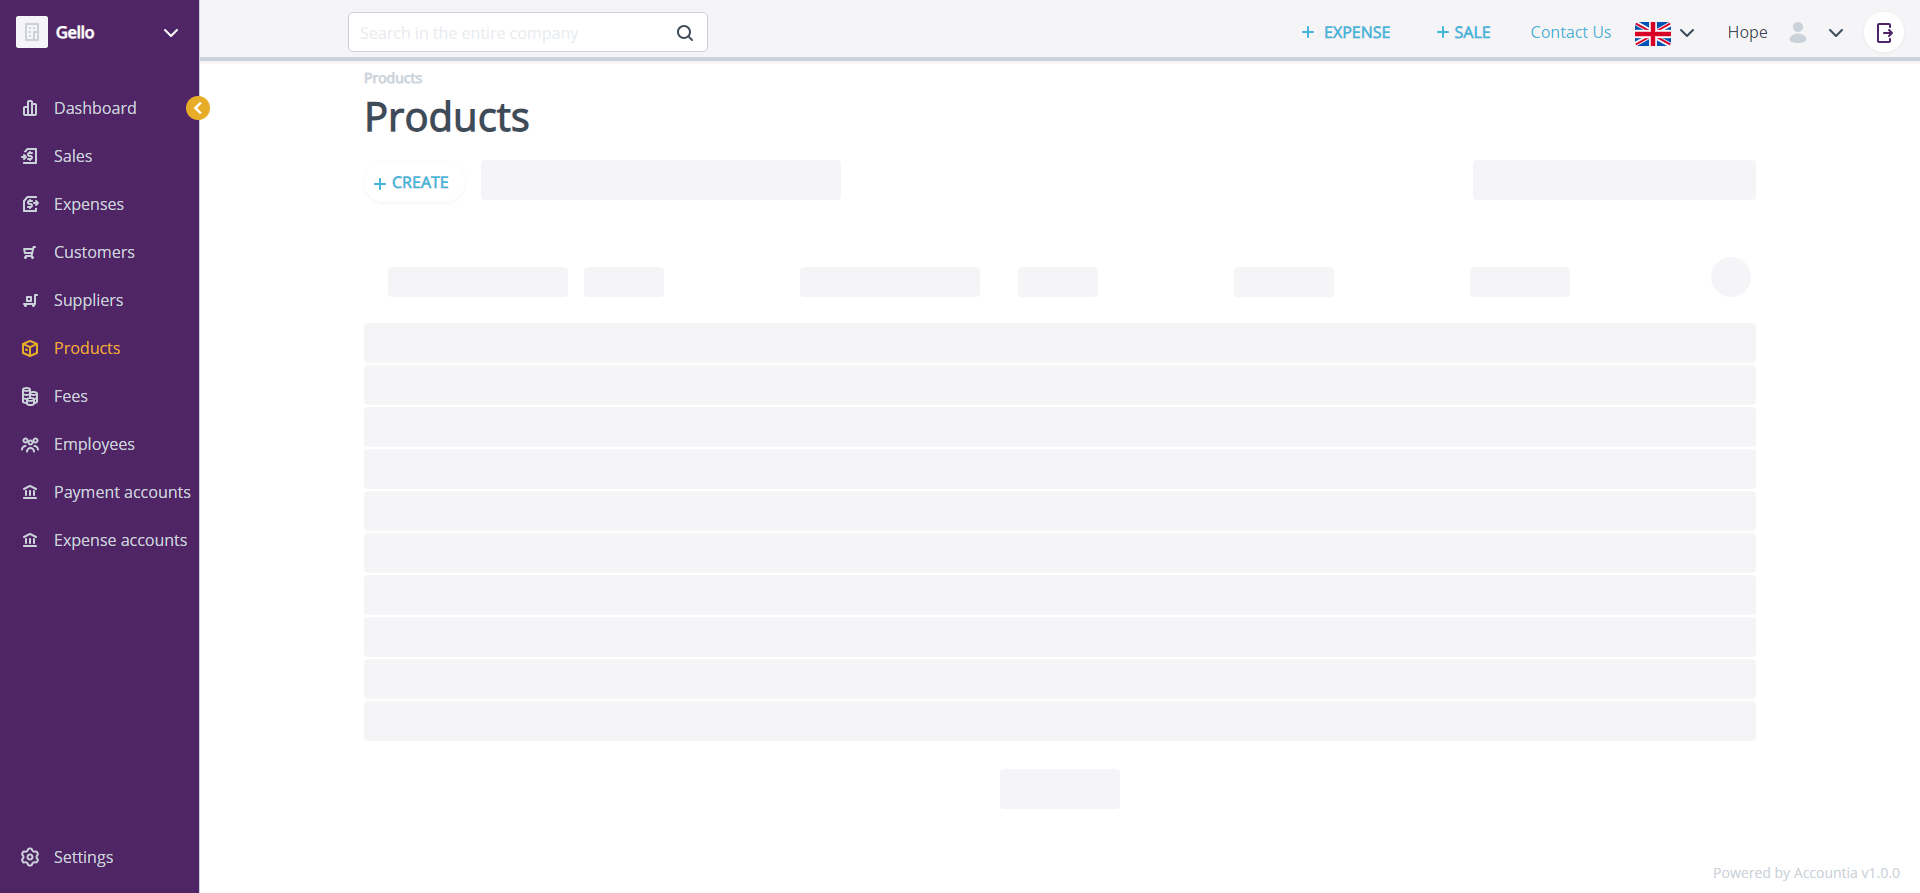 Gello
Search in the entire company
+ EXPENSE
+ SALE
Contact Us
Hope
Dashboard
Sales
Expenses
Customers
Suppliers
Products
Fees
Employees
Payment accounts
Expense accounts
Settings
Products
Products
+ CREATE
Powered by Accountia v1.0.0